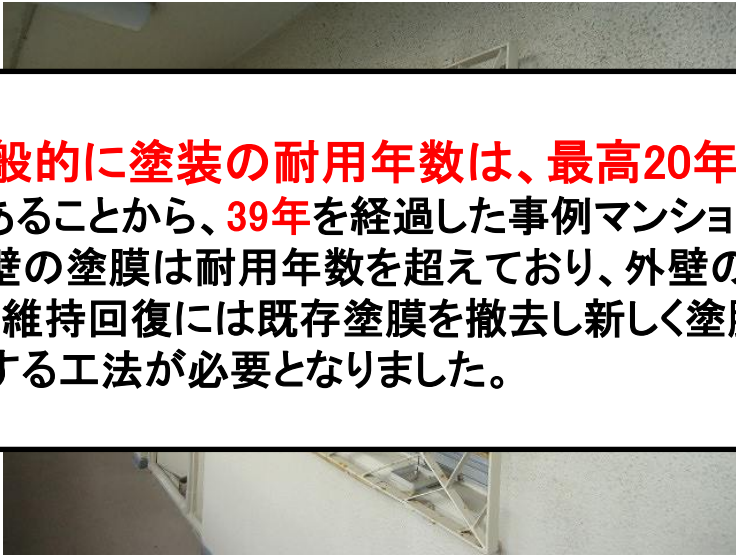 般的に塗装の耐用年数は、最高20年
あることから、39年を経過した事例マンショ
壁の塗膜は耐用年数を超えており、外壁の
維持回復には既存塗膜を撤去し新しく塗膜
する工法が必要となりました。